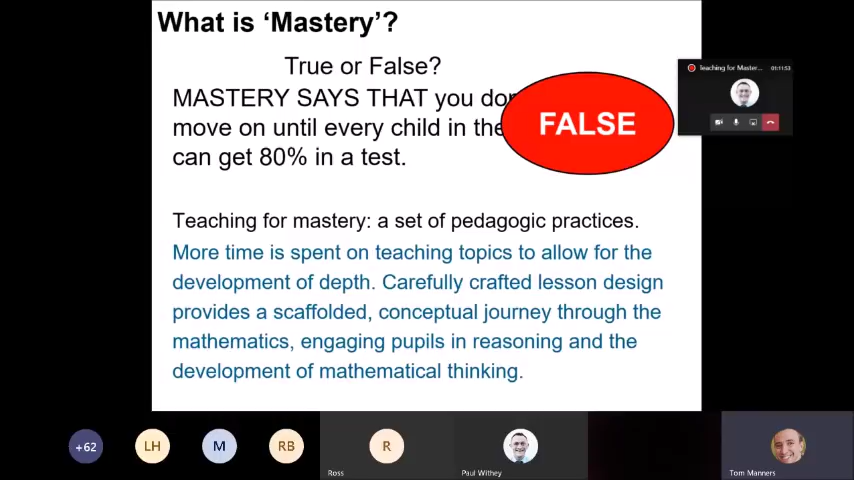 What is ‘Mastery’?
True or False?
MASTERY SAYS THAT you
move on until every child in the
can get 80% in a test.
FALSE
Teaching for mastery: a set of pedagogic practices.
More time is spent on teaching topics to allow for the
development of depth. Carefully crafted lesson design
provides a scaffolded, conceptual journey through the
mathematics, engaging pupils in reasoning and the
development of mathematical thinking.
Teaching for Master... 01:11:53
+62
LH
M
RB
R
Ross
Paul Withey
Tom Manners